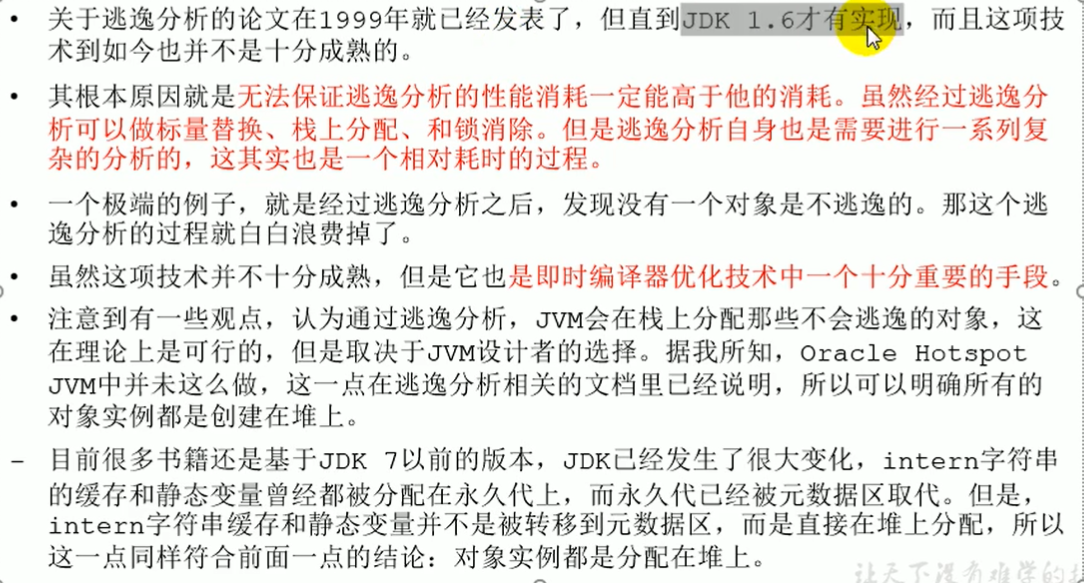 • 关于逃逸分析的论文在1999年就已经发表了，但直到JDK 1.6才有实现，而且这项技
术到如今也并不是十分成熟的。
• 其根本原因就是无法保证逃逸分析的性能消耗一定能高于他的消耗。虽然经过逃逸分
析可以做标量替换、栈上分配、和锁消除。但是逃逸分析自身也是需要进行一系列复
杂的分析的，这其实也是一个相对耗时的过程。
• 一个极端的例子，就是经过逃逸分析之后，发现没有一个对象是不逃逸的。那这个逃
逸分析的过程就白白浪费掉了。
• 虽然这项技术并不十分成熟，但是它也是即时编译器优化技术中一个十分重要的手段。
• 注意到有一些观点，认为通过逃逸分析，JVM会在栈上分配那些不会逃逸的对象，这
在理论上是可行的，但是取决于JVM设计者的选择。据我所知，Oracle Hotspot
JVM中并未这么做，这一点在逃逸分析相关的文档里已经说明，所以可以明确所有的
对象实例都是创建在堆上。
– 目前很多书籍还是基于JDK 7以前的版本，JDK已经发生了很大变化，intern字符串
的缓存和静态变量曾经都被分配在永久代上，而永久代已经被元数据区取代。但是，
intern字符串缓存和静态变量并不是被转移到元数据区，而是直接在堆上分配，所以
这一点同样符合前面一点的结论：对象实例都是分配在堆上。
让天下没有难学的